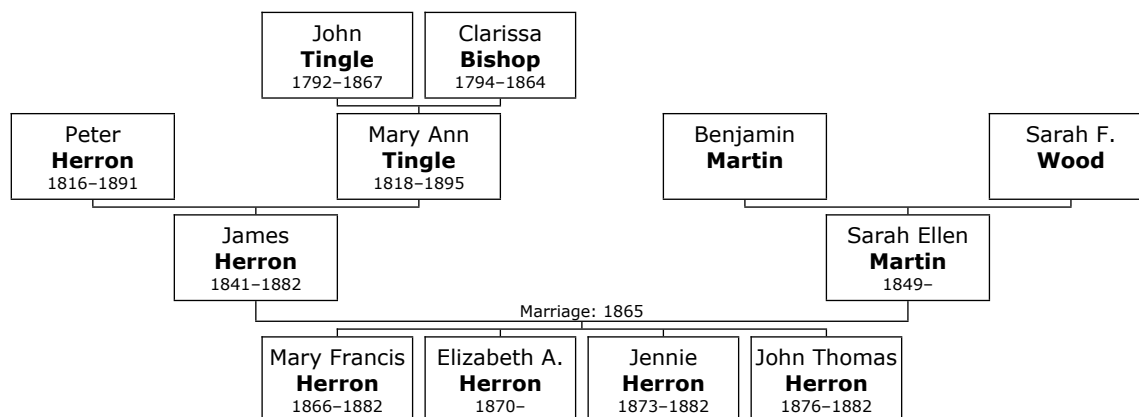 John
Tingle
1792–1867
Clarissa
Bishop
1794–1864
Peter
Herron
1816–1891
Mary Ann
Tingle
1818–1895
Benjamin
Martin
Sarah F.
Wood
James
Herron
1841–1882
Sarah Ellen
Martin
1849–
Marriage: 1865
Mary Francis
Herron
1866–1882
Elizabeth A.
Herron
1870–
Jennie
Herron
1873–1882
John Thomas
Herron
1876–1882